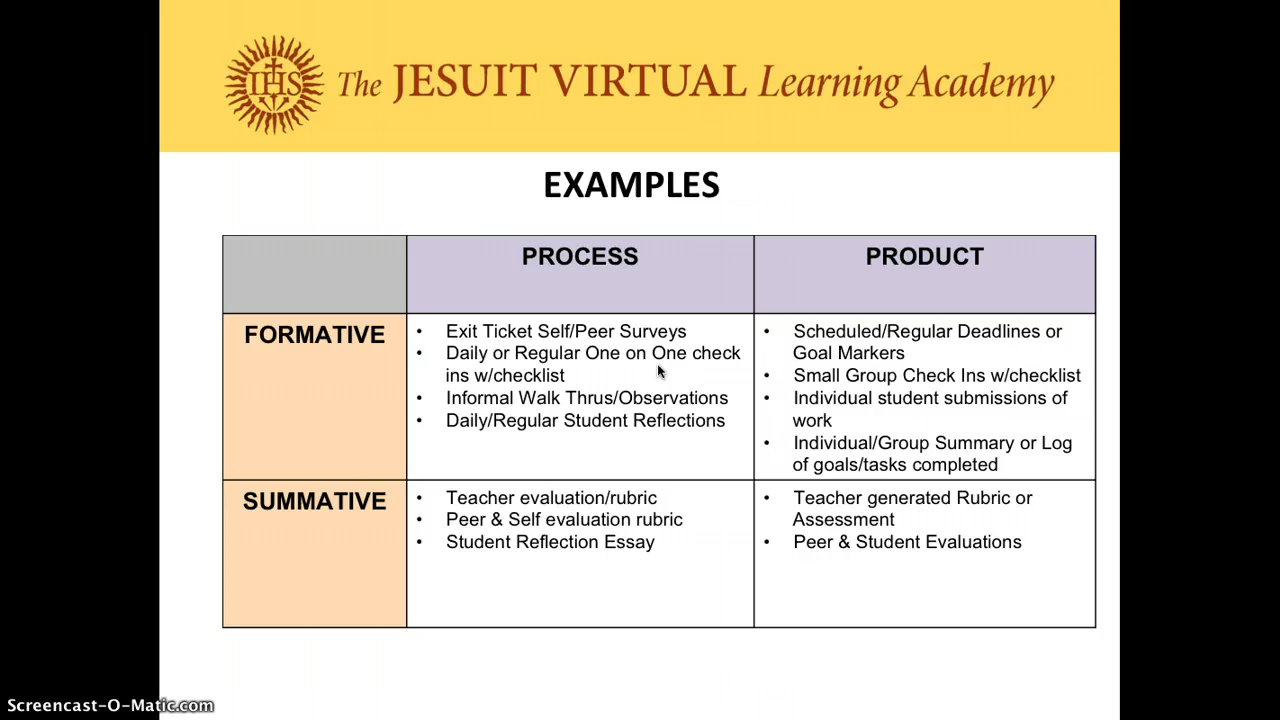 IHS
The JESUIT VIRTUAL Learning Academy
EXAMPLES
PROCESS
PRODUCT
FORMATIVE
• Exit Ticket Self/Peer Surveys
• Daily or Regular One on One check
ins w/checklist
• Informal Walk Thrus/Observations
• Daily/Regular Student Reflections
• Scheduled/Regular Deadlines or
Goal Markers
• Small Group Check Ins w/checklist
• Individual student submissions of
work
• Individual/Group Summary or Log
of goals/tasks completed
SUMMATIVE
• Teacher evaluation/rubric
• Peer & Self evaluation rubric
• Student Reflection Essay
• Teacher generated Rubric or
Assessment
• Peer & Student Evaluations
Screencast-O-Matic.com